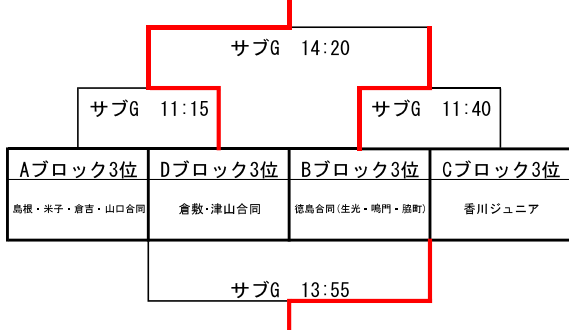 サブG 14:20
サブG 11:15
サブG 11:40
Aブロック3位
Dブロック3位
Bブロック3位
Cブロック3位
島根・米子・倉吉・山口合同
倉敷・津山合同
徳島合同(生光・鳴門・脇町)
香川ジュニア
サブG 13:55